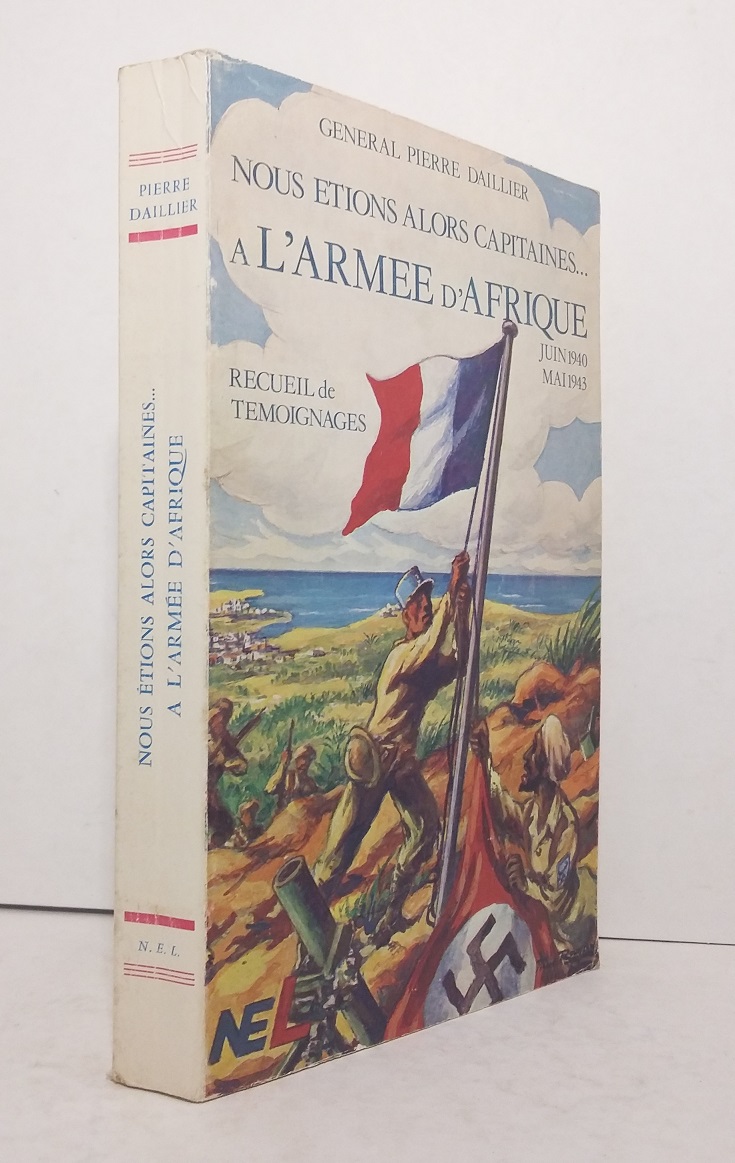 PIERRE
DAILLIER
NOUS ÉTIONS ALORS CAPITAINES...
A L'ARMÉE D'AFRIQUE
N. E. L.
GENERAL PIERRE DAILLIER
NOUS ETIONS ALORS CAPITAINES...
A L'ARMEE D'AFRIQUE
JUIN 1940
MAI 1943
RECUEIL de
TEMOIGNAGES
NEL